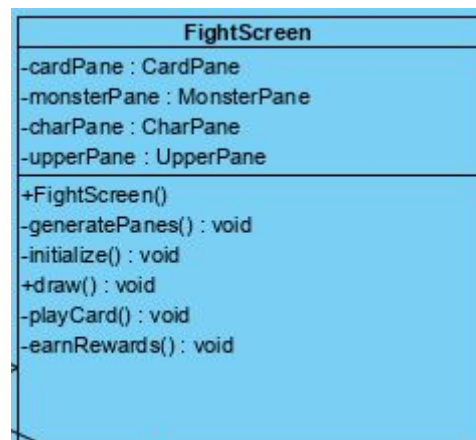 FightScreen
-cardPane : CardPane
-monsterPane : MonsterPane
-charPane : CharPane
-upperPane : UpperPane
+FightScreen()
-generatePanes() : void
-initialize() : void
+draw() : void
-playCard() : void
-earnRewards() : void